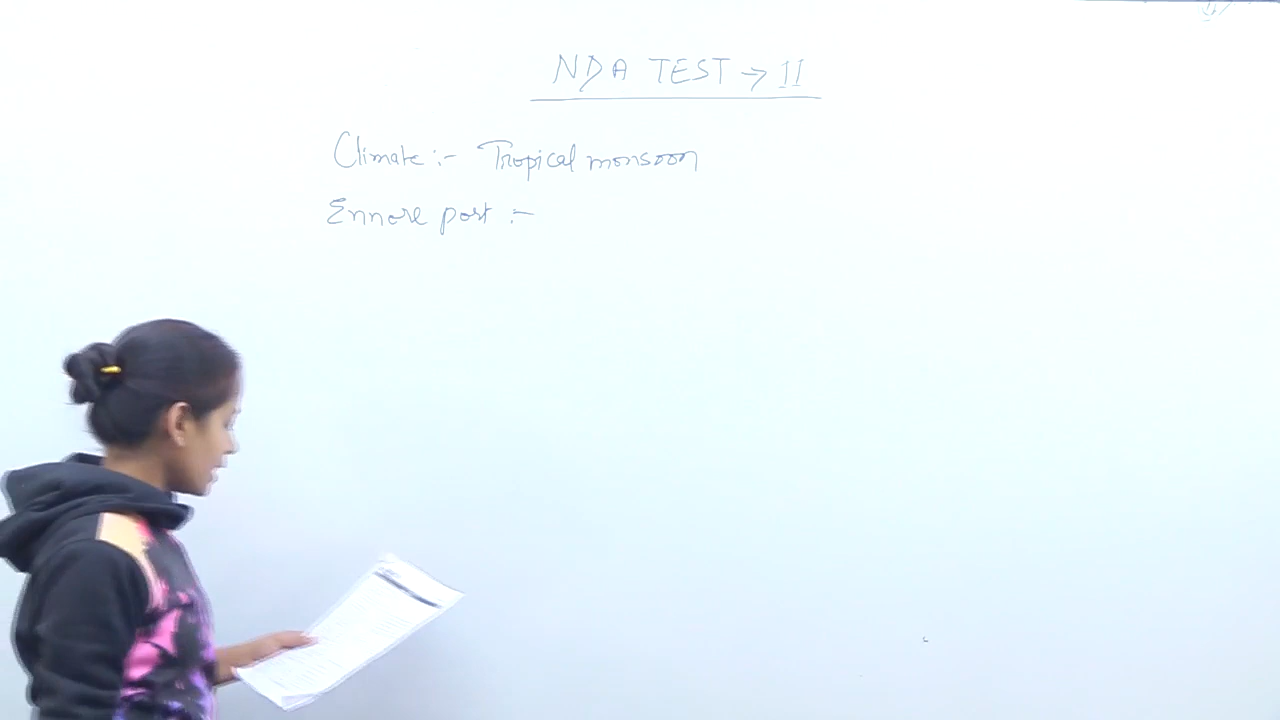 NDA TEST → II
Climate :- Tropical monsoon
Ennore port :-